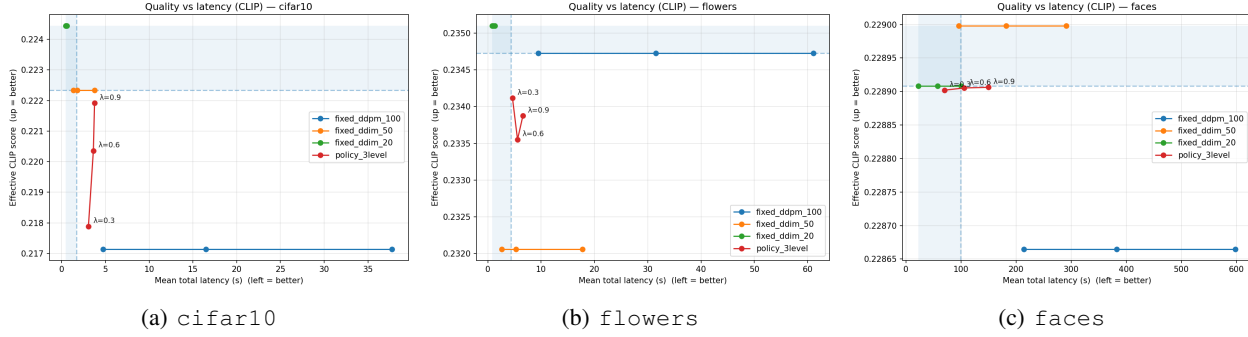 Quality vs latency (CLIP) — cifar10
Effective CLIP score (up = better)
0.224
0.223
0.222
0.221
0.220
0.219
0.218
0.217
λ=0.9
λ=0.6
λ=0.3
fixed_ddpm_100
fixed_ddim_50
fixed_ddim_20
policy_3level
0 5 10 15 20 25 30 35
Mean total latency (s) (left = better)
(a) cifar10
Quality vs latency (CLIP) — flowers
Effective CLIP score (up = better)
0.2350
0.2345
0.2340
0.2335
0.2330
0.2325
0.2320
λ=0.3
λ=0.9
λ=0.6
fixed_ddpm_100
fixed_ddim_50
fixed_ddim_20
policy_3level
0 10 20 30 40 50 60
Mean total latency (s) (left = better)
(b) flowers
Quality vs latency (CLIP) — faces
Effective CLIP score (up = better)
0.22900
0.22895
0.22890
0.22885
0.22880
0.22875
0.22870
0.22865
λ=0.3 λ=0.6 λ=0.9
fixed_ddpm_100
fixed_ddim_50
fixed_ddim_20
policy_3level
0 100 200 300 400 500 600
Mean total latency (s) (left = better)
(c) faces